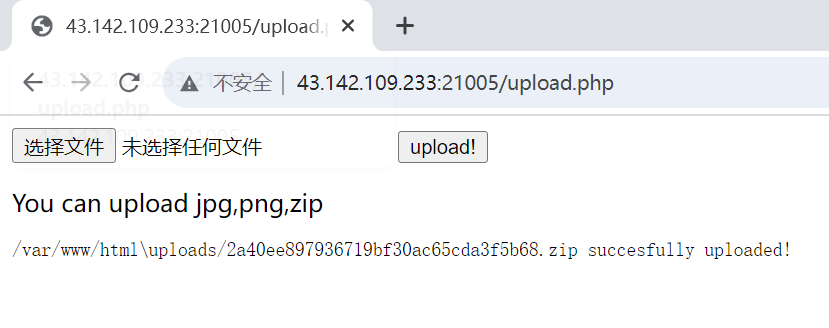 43.142.109.233:21005/upload.p
不安全 43.142.109.233:21005/upload.php
选择文件 未选择任何文件 upload!
You can upload jpg,png,zip
/var/www/html\uploads/2a40ee897936719bf30ac65cda3f5b68.zip succesfully uploaded!